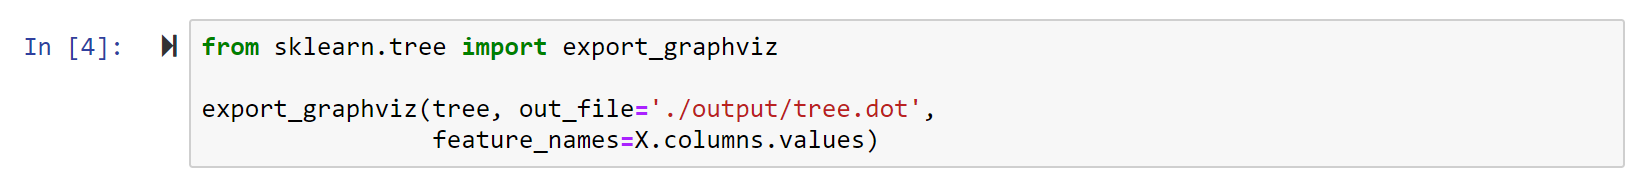 In [4]: from sklearn.tree import export_graphviz
export_graphviz(tree, out_file='./output/tree.dot',
                feature_names=X.columns.values)